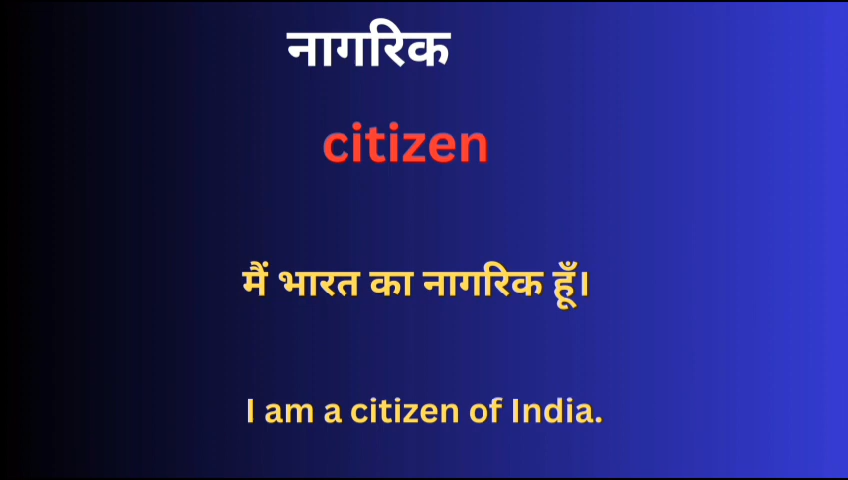 नागरिक
citizen
मैं भारत का नागरिक हूँ।
I am a citizen of India.